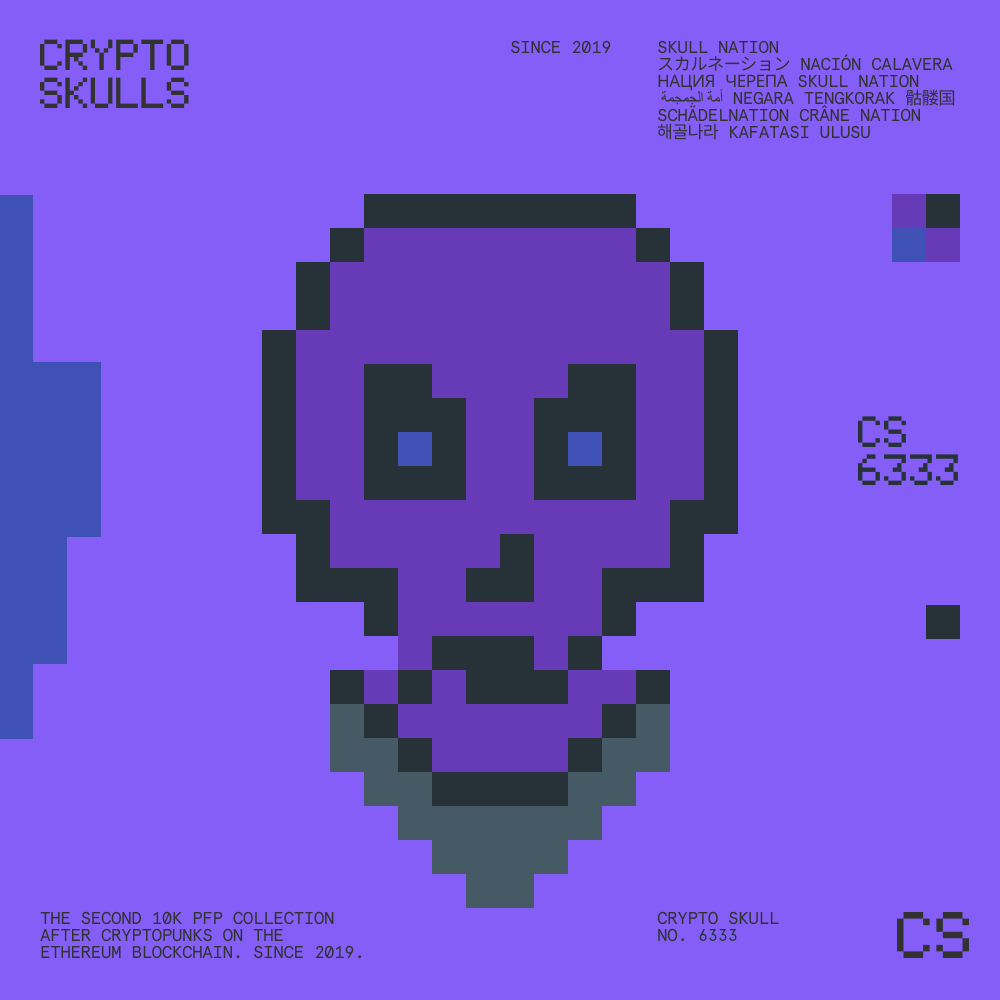 CRYPTO
SKULLS
SINCE 2019
SKULL NATION
スカルネーション NACIÓN CALAVERA
НАЦИЯ ЧЕРЕПА SKULL NATION
أمة الجمجمة NEGARA TENGKORAK 骷髅国
SCHÄDELNATION CRÂNE NATION
해골나라 KAFATASI ULUSU
CS
6333
THE SECOND 10K PFP COLLECTION
AFTER CRYPTOPUNKS ON THE
ETHEREUM BLOCKCHAIN. SINCE 2019.
CRYPTO SKULL
NO. 6333
CS